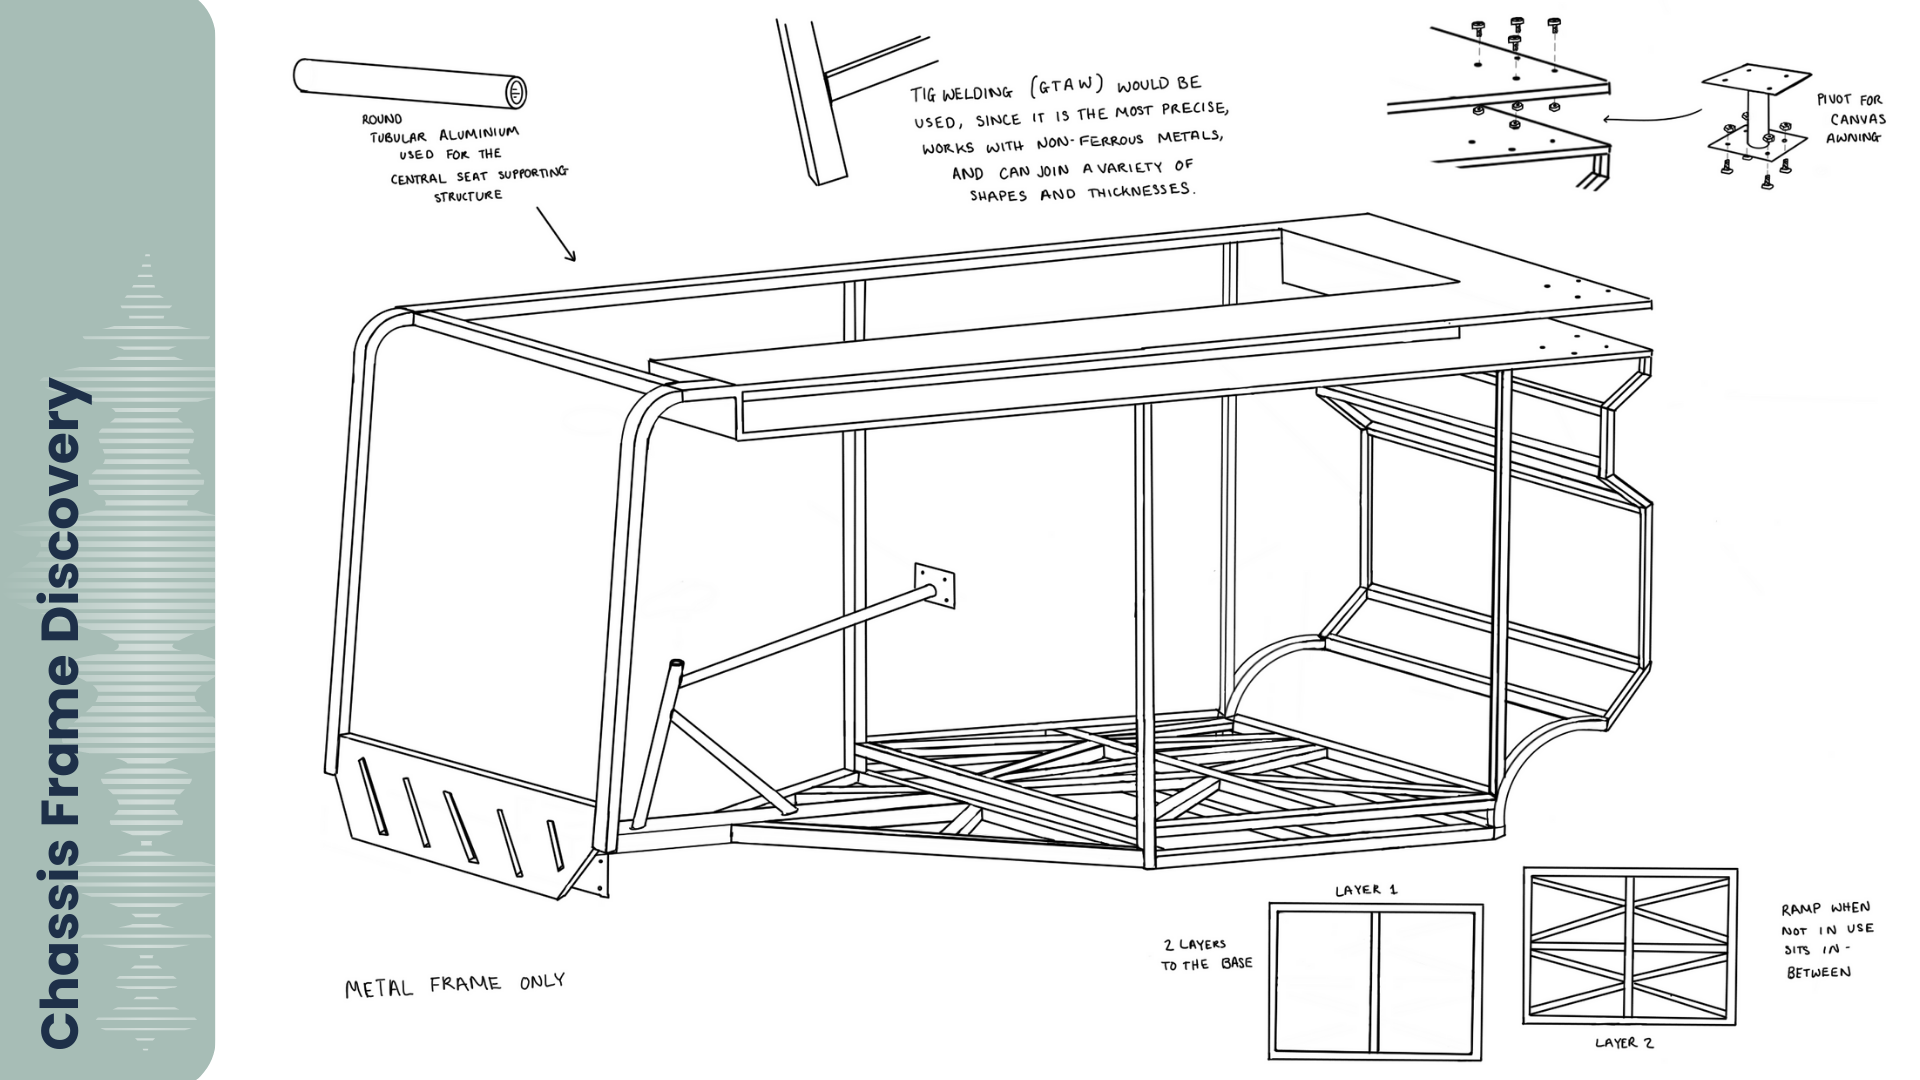 Chassis Frame Discovery
ROUND
TUBULAR ALUMINIUM
USED FOR THE
CENTRAL SEAT SUPPORTING
STRUCTURE
TIG WELDING (GTAW) WOULD BE
USED, SINCE IT IS THE MOST PRECISE,
WORKS WITH NON-FERROUS METALS,
AND CAN JOIN A VARIETY OF
SHAPES AND THICKNESSES.
PIVOT FOR
CANVAS
AWNING
METAL FRAME ONLY
2 LAYERS
TO THE BASE
LAYER 1
LAYER 2
RAMP WHEN
NOT IN USE
SITS IN-
BETWEEN